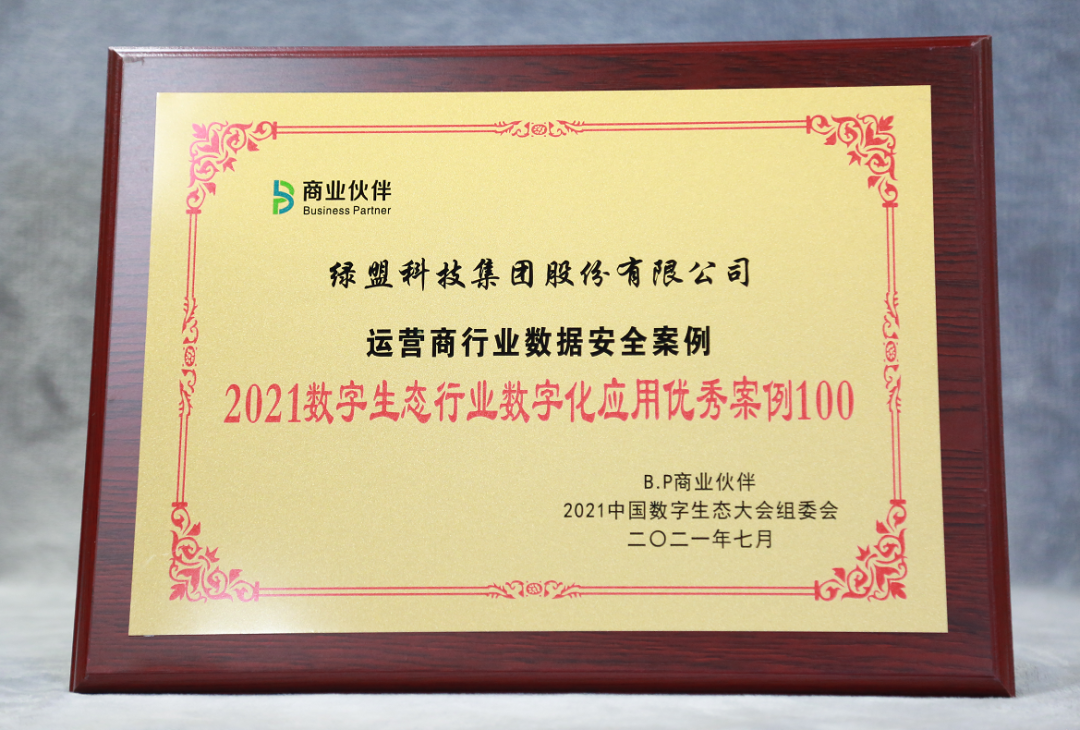 商业伙伴
Business Partner
绿盟科技集团股份有限公司
运营商行业数据安全案例
2021数字生态行业数字化应用优秀案例100
B.P商业伙伴
2021中国数字生态大会组委会
二〇二一年七月